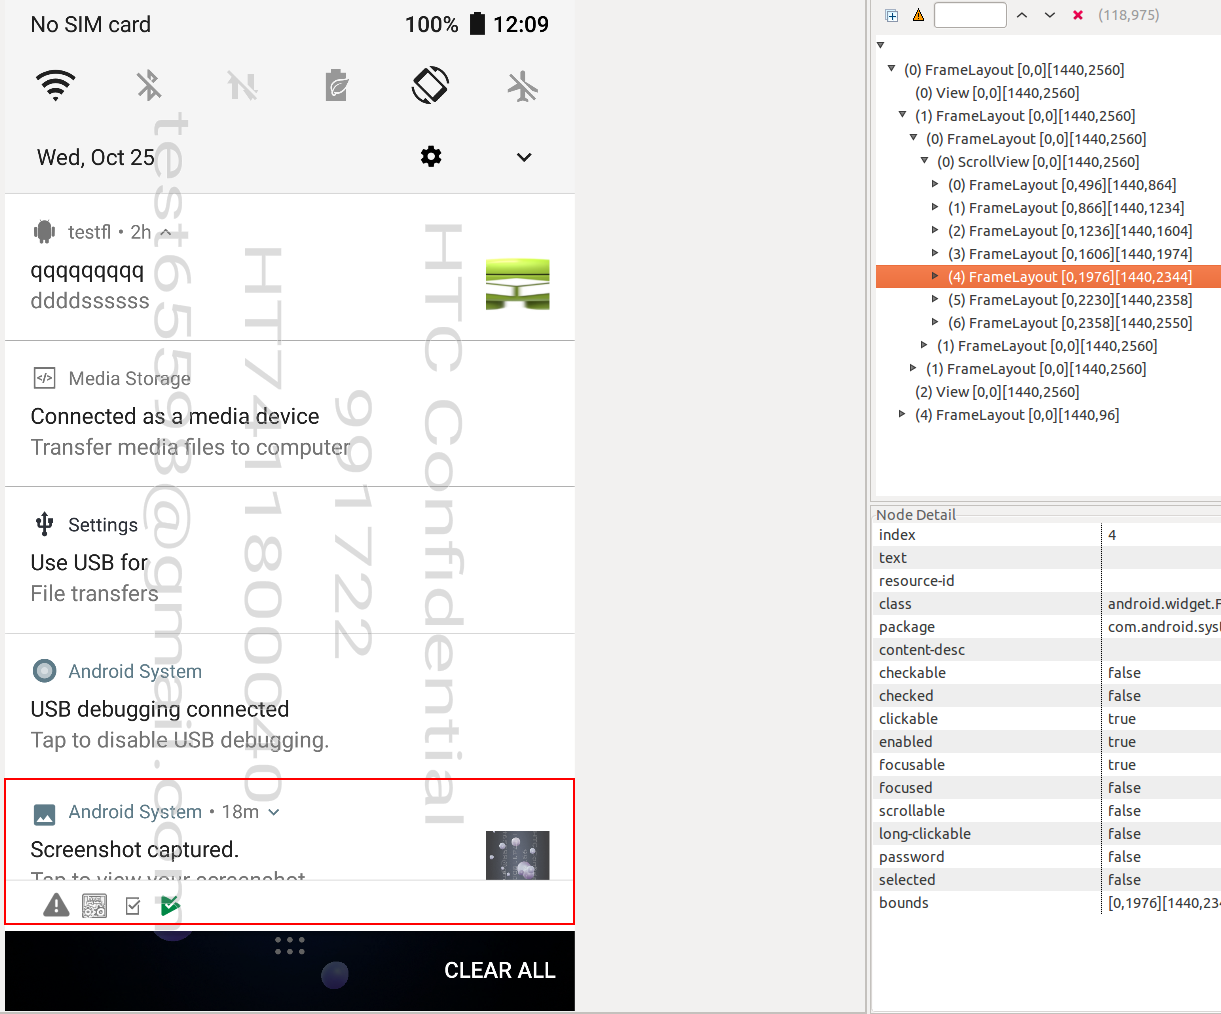 No SIM card
100% 12:09
Wed, Oct 25
testfl • 2h
qqqqqqqqq
ddddssssss
Media Storage
Connected as a media device
Transfer media files to computer
Settings
Use USB for
File transfers
Android System
USB debugging connected
Tap to disable USB debugging.
Android System • 18m
Screenshot captured.
Tap to view your screenshot
CLEAR ALL
test65598@gmail.com
HT7411800040
991722
HTC Confidential
(118,975)
(0) FrameLayout [0,0][1440,2560]
(0) View [0,0][1440,2560]
(1) FrameLayout [0,0][1440,2560]
(0) FrameLayout [0,0][1440,2560]
(0) ScrollView [0,0][1440,2560]
(0) FrameLayout [0,496][1440,864]
(1) FrameLayout [0,866][1440,1234]
(2) FrameLayout [0,1236][1440,1604]
(3) FrameLayout [0,1606][1440,1974]
(4) FrameLayout [0,1976][1440,2344]
(5) FrameLayout [0,2230][1440,2358]
(6) FrameLayout [0,2358][1440,2550]
(1) FrameLayout [0,0][1440,2560]
(1) FrameLayout [0,0][1440,2560]
(2) View [0,0][1440,2560]
(4) FrameLayout [0,0][1440,96]
Node Detail
index 4
text
resource-id
class android.widget.F
package com.android.syst
content-desc
checkable false
checked false
clickable true
enabled true
focusable true
focused false
scrollable false
long-clickable false
password false
selected false
bounds [0,1976][1440,234